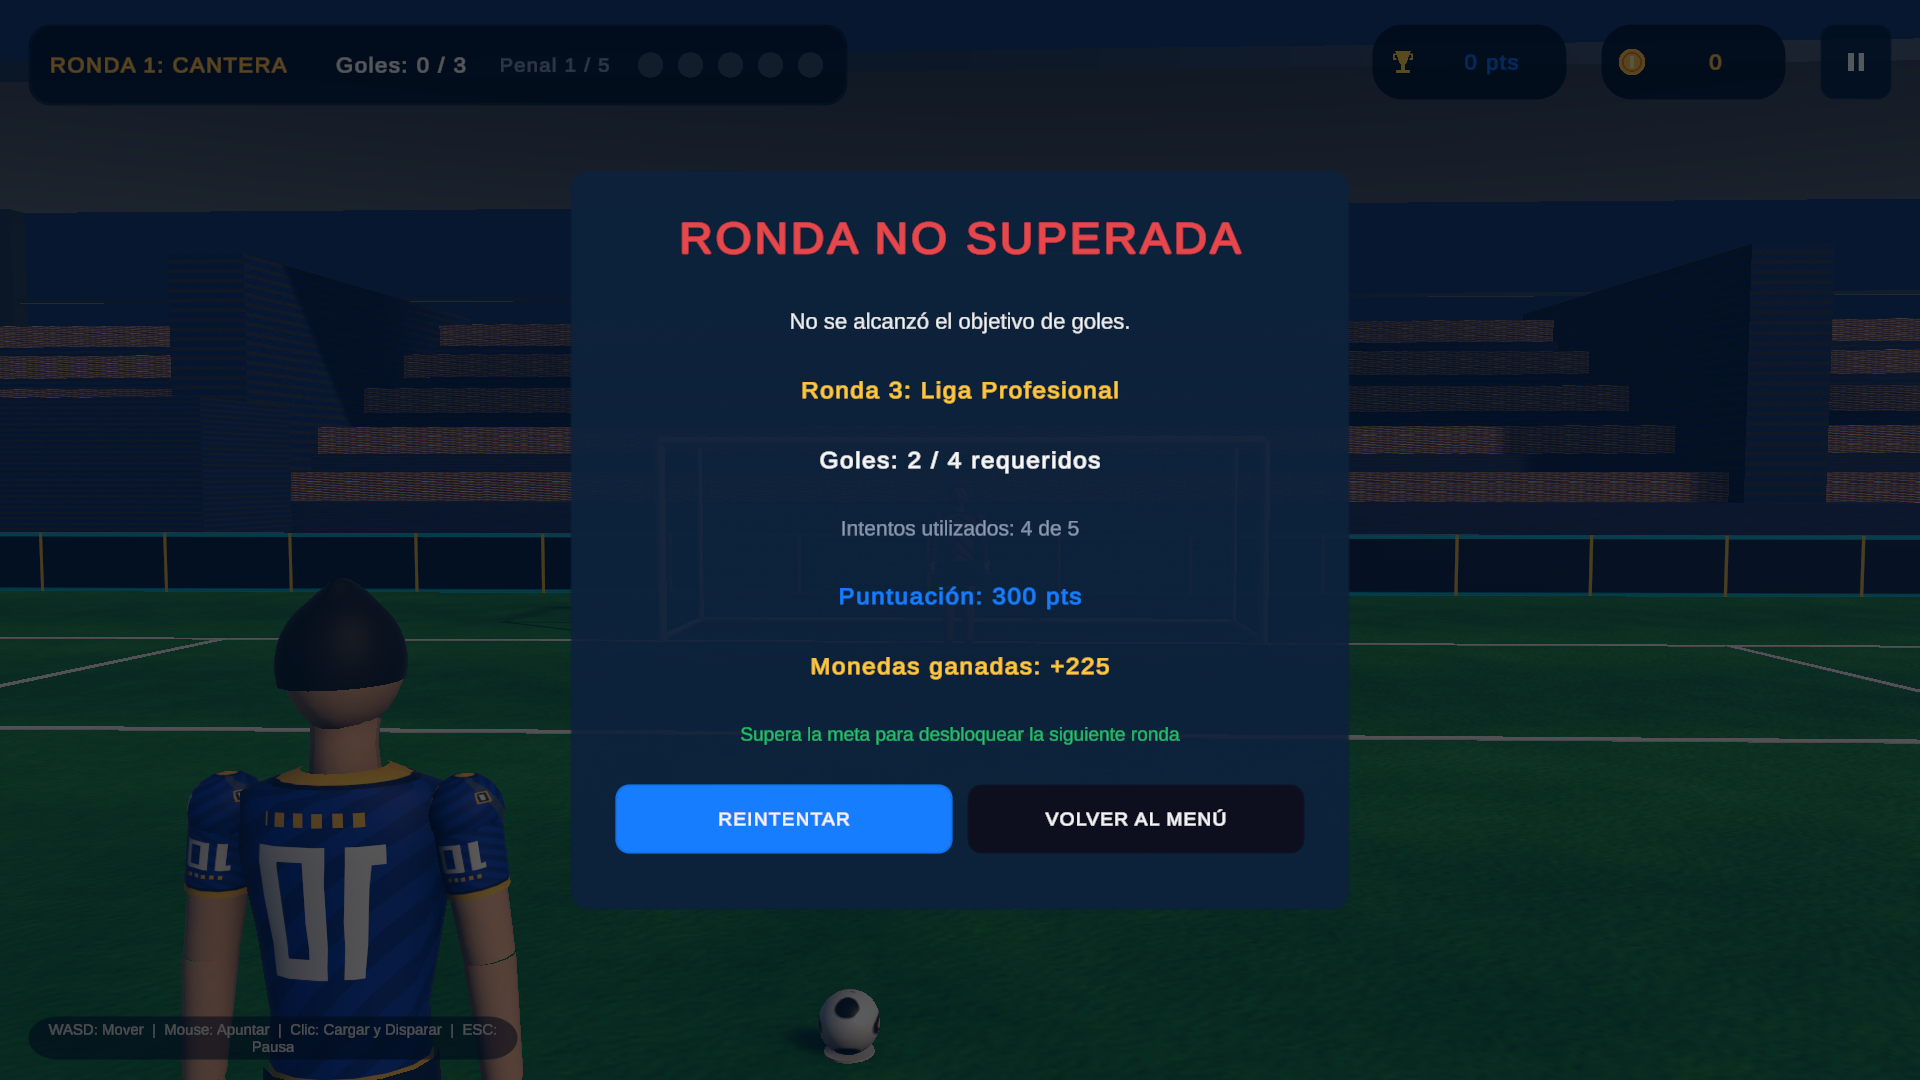 RONDA 1: CANTERA Goles: 0 / 3 Penal 1 / 5
0 pts
0
RONDA NO SUPERADA
No se alcanzó el objetivo de goles.
Ronda 3: Liga Profesional
Goles: 2 / 4 requeridos
Intentos utilizados: 4 de 5
Puntuación: 300 pts
Monedas ganadas: +225
Supera la meta para desbloquear la siguiente ronda
REINTENTAR
VOLVER AL MENÚ
WASD: Mover | Mouse: Apuntar | Clic: Cargar y Disparar | ESC:
Pausa